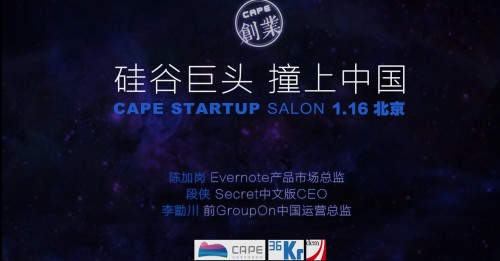 CAPE
創業
硅谷巨头 撞上中国
CAPE STARTUP SALON 1.16 北京
陈加岗 Evernote产品市场总监
段侠 Secret中文版CEO
李勖川 前GroupOn中国运营总监
CAPE
36Kr
dcm